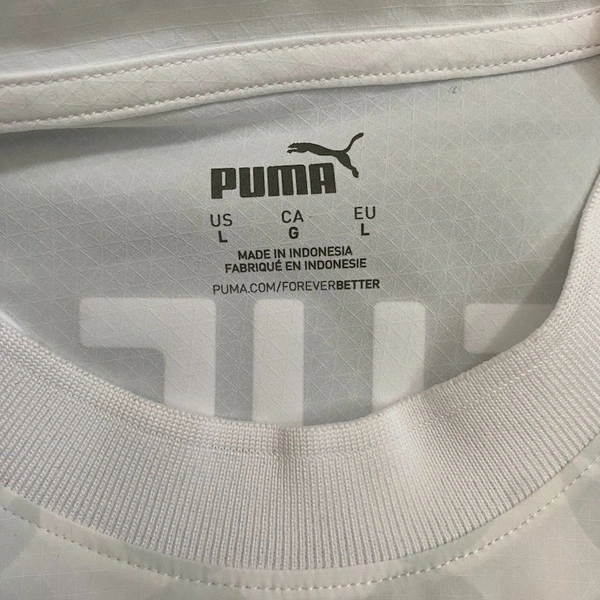 PUMA
US CA EU
L G L
MADE IN INDONESIA
FABRIQUÉ EN INDONESIE
PUMA.COM/FOREVERBETTER